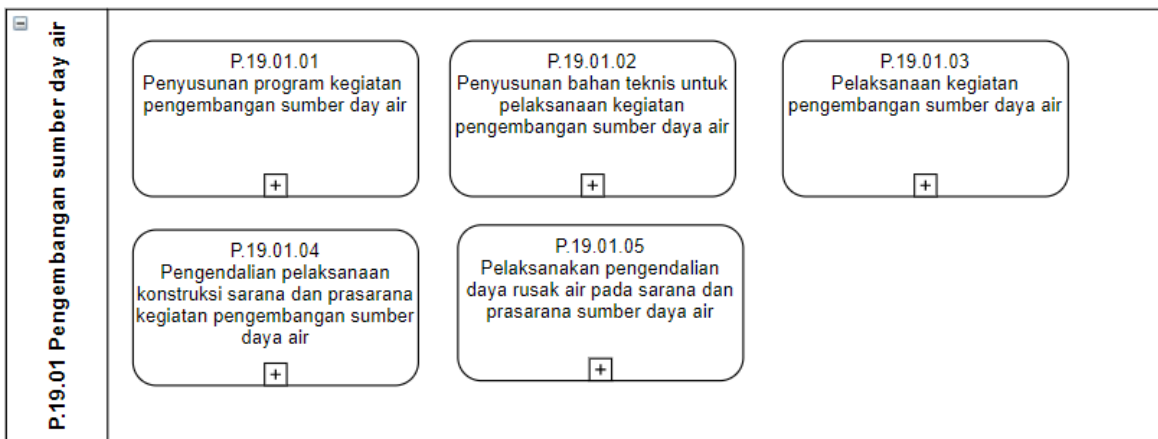 P.19.01 Pengembangan sumber day air
P.19.01.01
Penyusunan program kegiatan
pengembangan sumber day air
P.19.01.02
Penyusunan bahan teknis untuk
pelaksanaan kegiatan
pengembangan sumber daya air
P.19.01.03
Pelaksanaan kegiatan
pengembangan sumber daya air
P.19.01.04
Pengendalian pelaksanaan
konstruksi sarana dan prasarana
kegiatan pengembangan sumber
daya air
P.19.01.05
Pelaksanakan pengendalian
daya rusak air pada sarana dan
prasarana sumber daya air